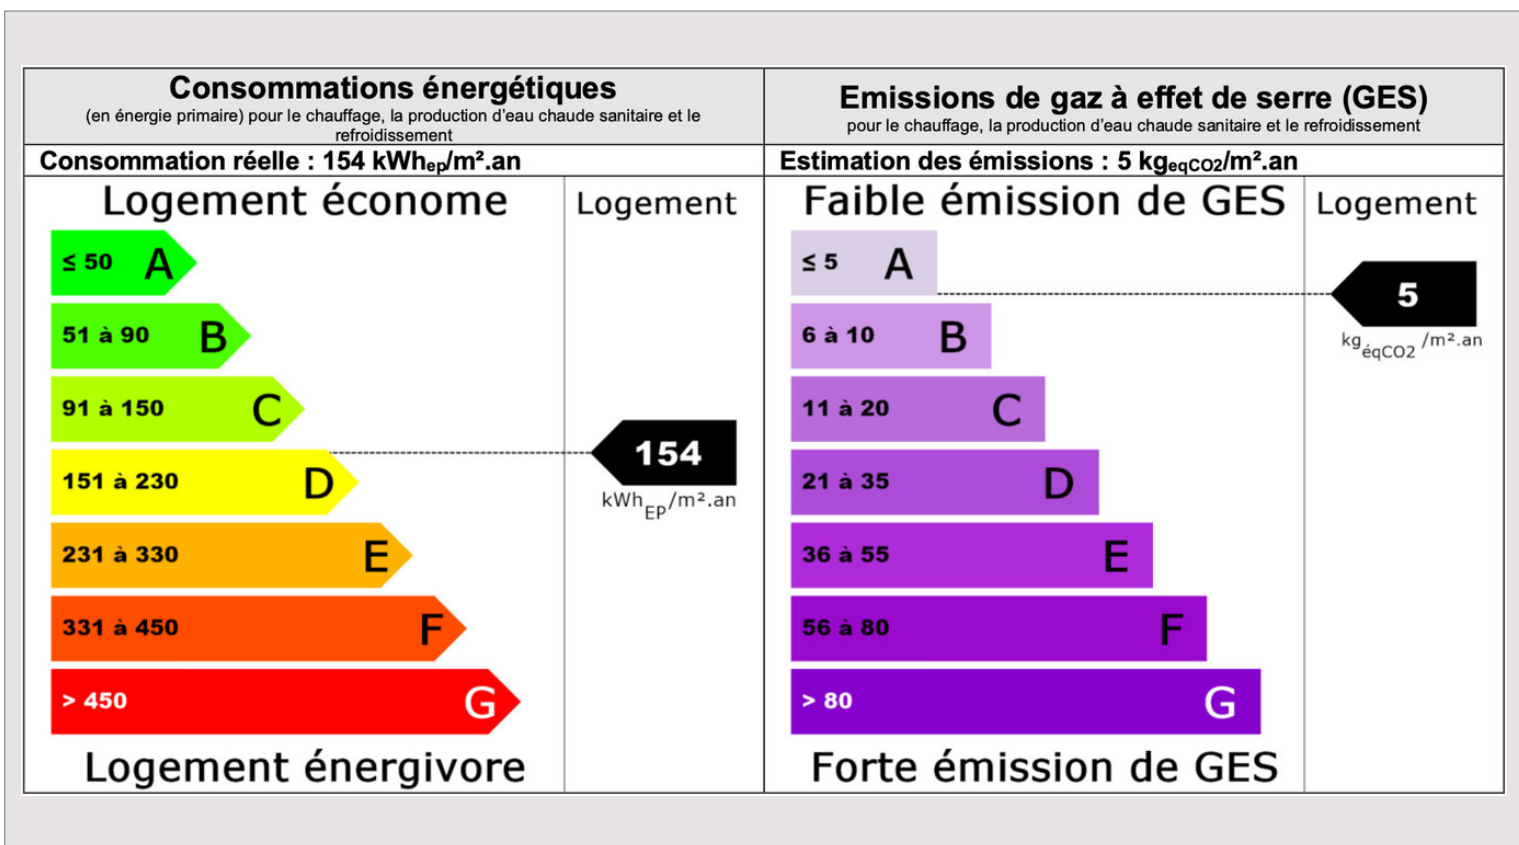 Consommations énergétiques
(en énergie primaire) pour le chauffage, la production d'eau chaude sanitaire et le
refroidissement
Consommation réelle : 154 kWhep/m².an
Logement économe
Logement
≤ 50 A
51 à 90 B
91 à 150 C
151 à 230 D
231 à 330 E
331 à 450 F
> 450 G
154
kWhEP/m².an
Logement énergivore
Emissions de gaz à effet de serre (GES)
pour le chauffage, la production d'eau chaude sanitaire et le refroidissement
Estimation des émissions : 5 kgeqCO2/m².an
Faible émission de GES
Logement
≤ 5 A
6 à 10 B
11 à 20 C
21 à 35 D
36 à 55 E
56 à 80 F
> 80 G
5
kgéqCO2/m².an
Forte émission de GES